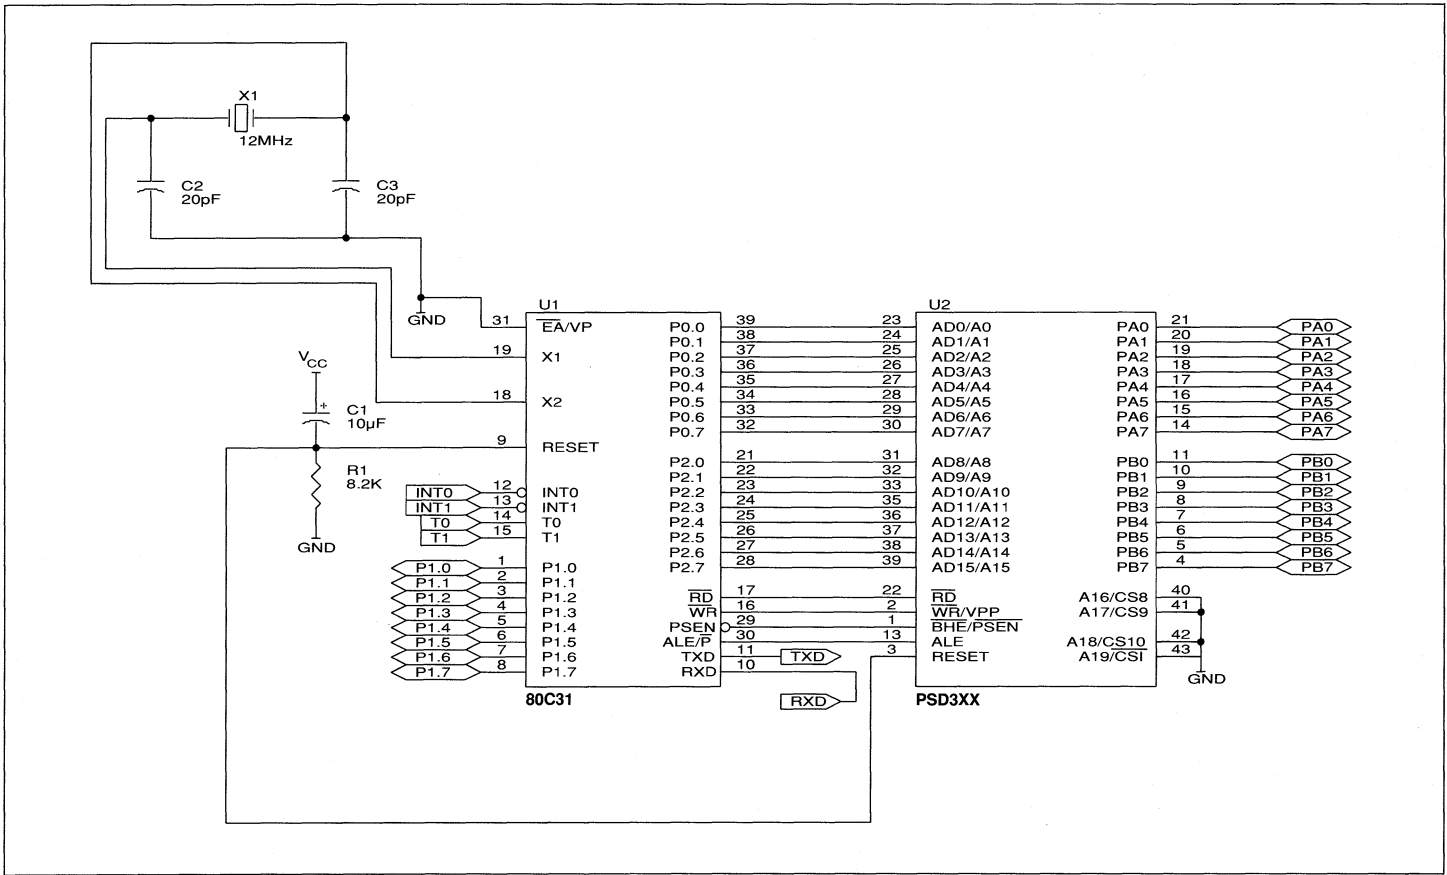 X1
12MHz
C2
20pF
C3
20pF
GND
VCC
+
C1
10µF
R1
8.2K
GND
U1
31 EA/VP
19 X1
18 X2
9 RESET
INT0 12 INT0
INT1 13 INT1
T0 14 T0
T1 15 T1
P1.0 1 P1.0
P1.1 2 P1.1
P1.2 3 P1.2
P1.3 4 P1.3
P1.4 5 P1.4
P1.5 6 P1.5
P1.6 7 P1.6
P1.7 8 P1.7
P0.0 39
P0.1 38
P0.2 37
P0.3 36
P0.4 35
P0.5 34
P0.6 33
P0.7 32
P2.0 21
P2.1 22
P2.2 23
P2.3 24
P2.4 25
P2.5 26
P2.6 27
P2.7 28
RD 17
WR 16
PSEN 29
ALE/P 30
TXD 11 TXD
RXD 10
RXD
80C31
U2
23 AD0/A0
24 AD1/A1
25 AD2/A2
26 AD3/A3
27 AD4/A4
28 AD5/A5
29 AD6/A6
30 AD7/A7
31 AD8/A8
32 AD9/A9
33 AD10/A10
35 AD11/A11
36 AD12/A12
37 AD13/A13
38 AD14/A14
39 AD15/A15
22 RD
2 WR/VPP
1 BHE/PSEN
13 ALE
3 RESET
PA0 21 PA0
PA1 20 PA1
PA2 19 PA2
PA3 18 PA3
PA4 17 PA4
PA5 16 PA5
PA6 15 PA6
PA7 14 PA7
PB0 11 PB0
PB1 10 PB1
PB2 9 PB2
PB3 8 PB3
PB4 7 PB4
PB5 6 PB5
PB6 5 PB6
PB7 4 PB7
A16/CS8 40
A17/CS9 41
A18/CS10 42
A19/CSI 43
GND
PSD3XX